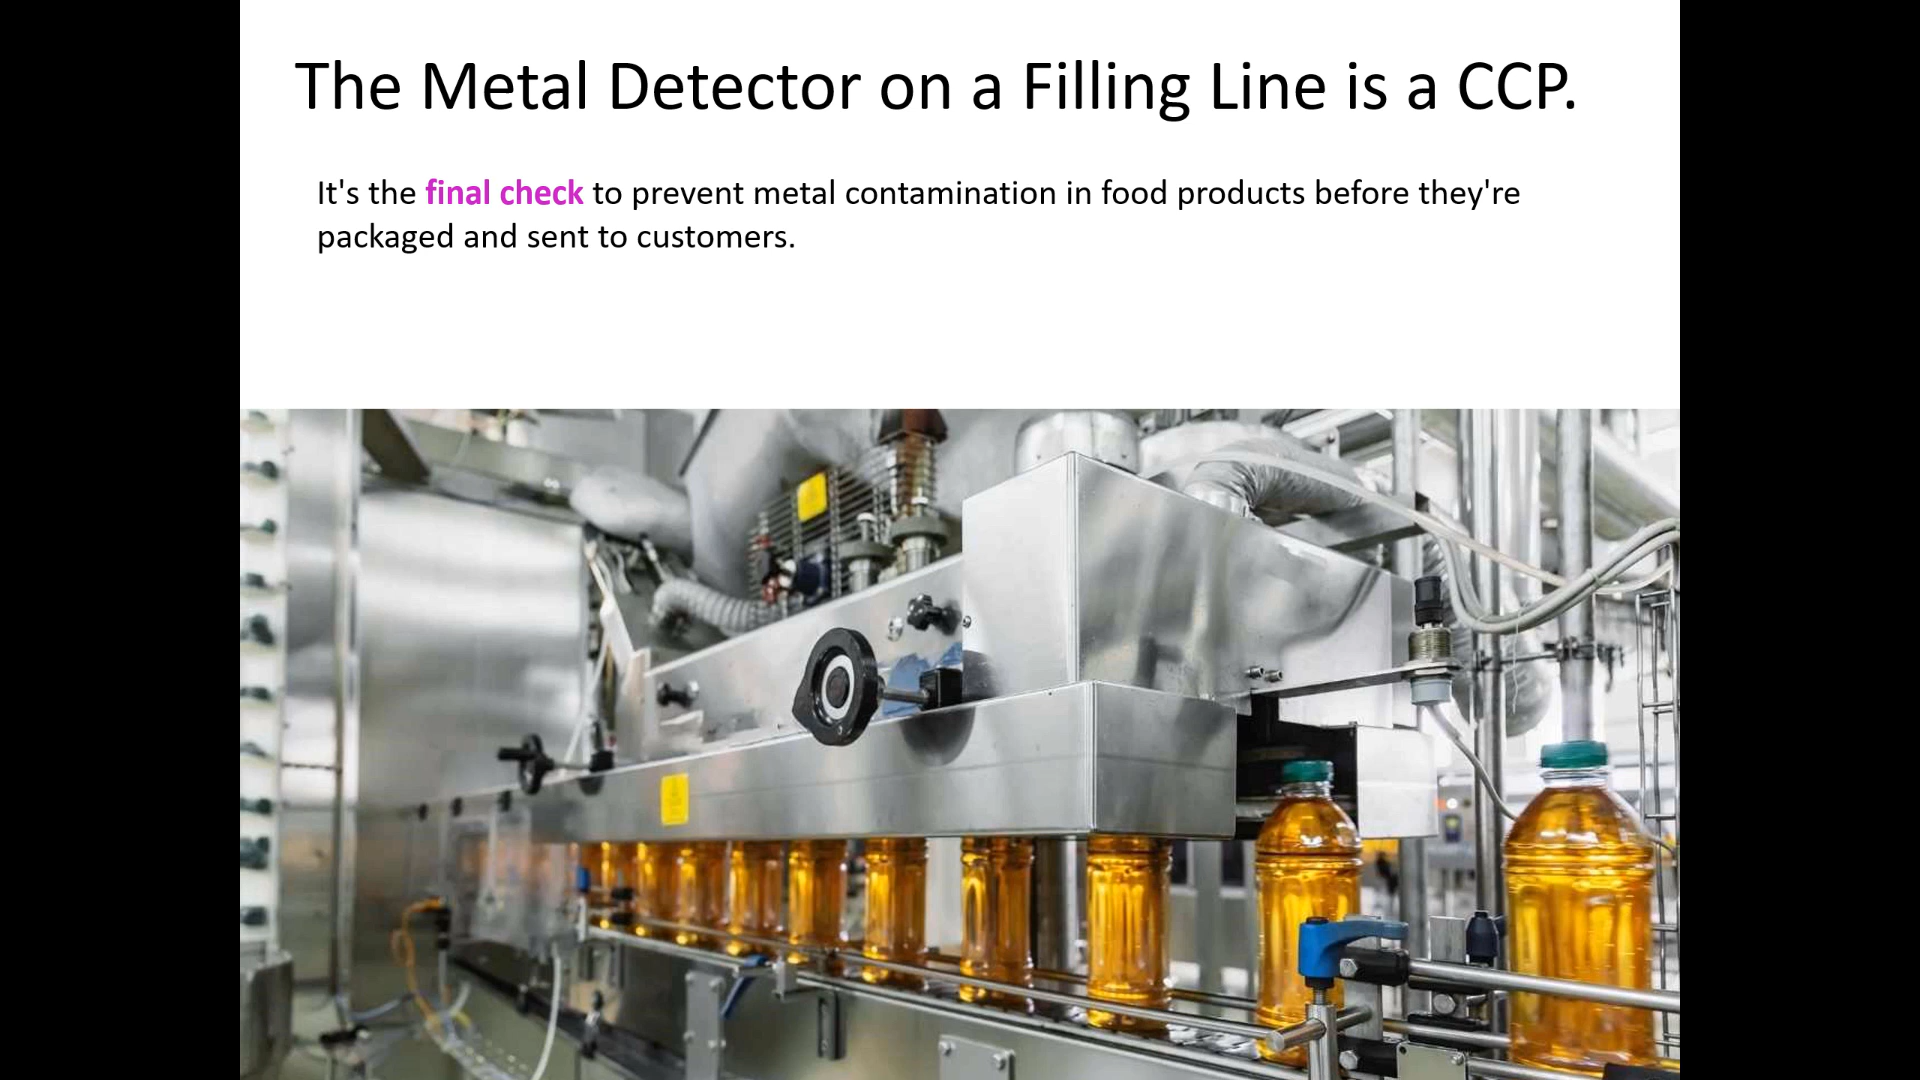 The Metal Detector on a Filling Line is a CCP.
It's the final check to prevent metal contamination in food products before they're
packaged and sent to customers.